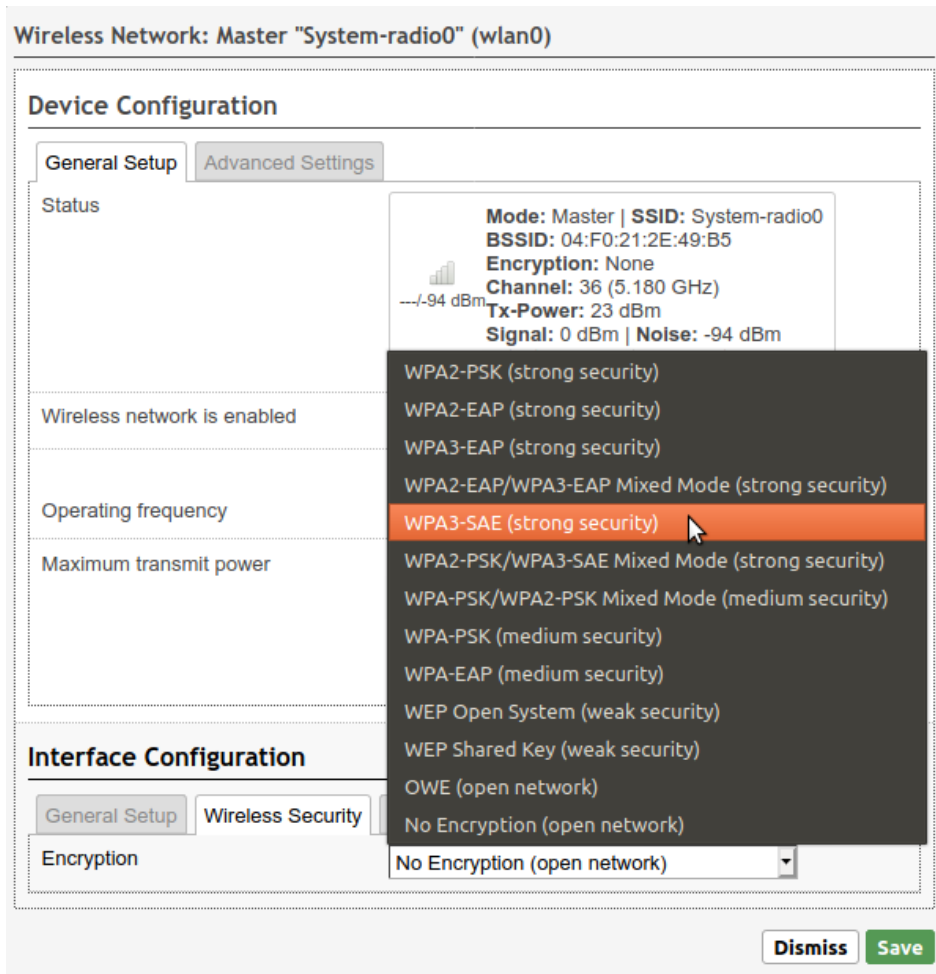 Wireless Network: Master "System-radio0" (wlan0)
Device Configuration
General Setup
Advanced Settings
Status
Mode: Master | SSID: System-radio0
BSSID: 04:F0:21:2E:49:B5
Encryption: None
Channel: 36 (5.180 GHz)
---/-94 dBm
Tx-Power: 23 dBm
Signal: 0 dBm | Noise: -94 dBm
Wireless network is enabled
Operating frequency
Maximum transmit power
WPA2-PSK (strong security)
WPA2-EAP (strong security)
WPA3-EAP (strong security)
WPA2-EAP/WPA3-EAP Mixed Mode (strong security)
WPA3-SAE (strong security)
WPA2-PSK/WPA3-SAE Mixed Mode (strong security)
WPA-PSK/WPA2-PSK Mixed Mode (medium security)
WPA-PSK (medium security)
WPA-EAP (medium security)
WEP Open System (weak security)
WEP Shared Key (weak security)
OWE (open network)
No Encryption (open network)
Interface Configuration
General Setup
Wireless Security
Encryption
No Encryption (open network)
Dismiss
Save